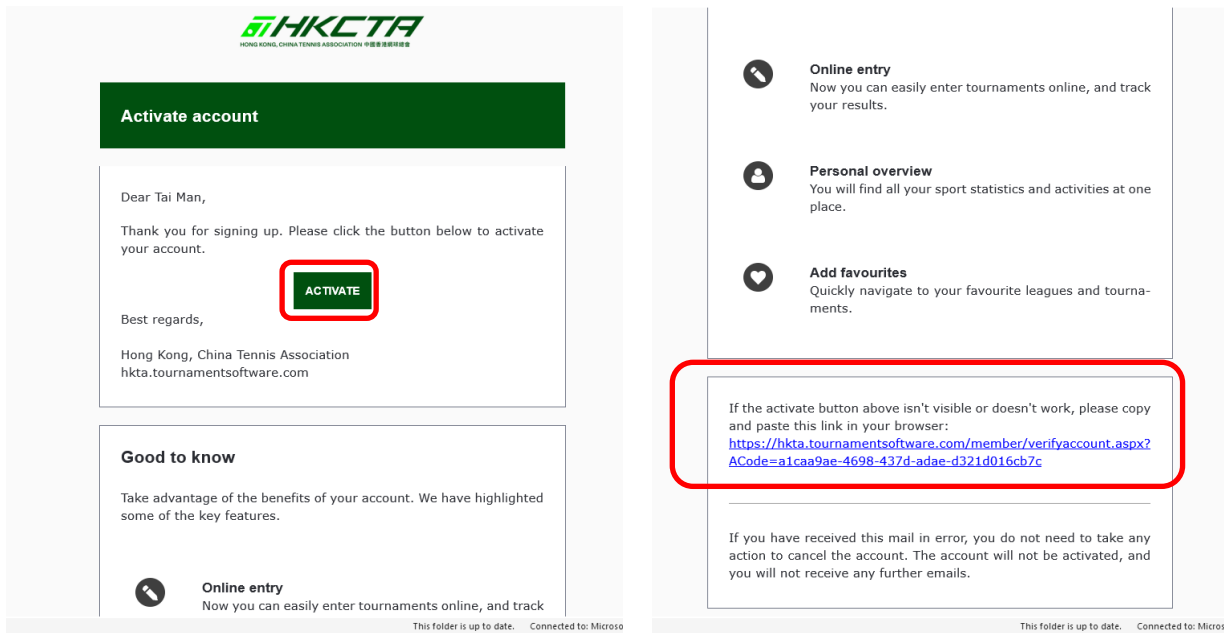 HKCTA
HONG KONG, CHINA TENNIS ASSOCIATION 中國香港網球總會
Activate account
Dear Tai Man,
Thank you for signing up. Please click the button below to activate
your account.
ACTIVATE
Best regards,
Hong Kong, China Tennis Association
hkta.tournamentsoftware.com
Good to know
Take advantage of the benefits of your account. We have highlighted
some of the key features.
Online entry
Now you can easily enter tournaments online, and track
This folder is up to date. Connected to: Microso
Online entry
Now you can easily enter tournaments online, and track
your results.
Personal overview
You will find all your sport statistics and activities at one
place.
Add favourites
Quickly navigate to your favourite leagues and tourna-
ments.
If the activate button above isn't visible or doesn't work, please copy
and paste this link in your browser:
https://hkta.tournamentsoftware.com/member/verifyaccount.aspx?
ACode=a1caa9ae-4698-437d-adae-d321d016cb7c
If you have received this mail in error, you do not need to take any
action to cancel the account. The account will not be activated, and
you will not receive any further emails.
This folder is up to date. Connected to: Micros